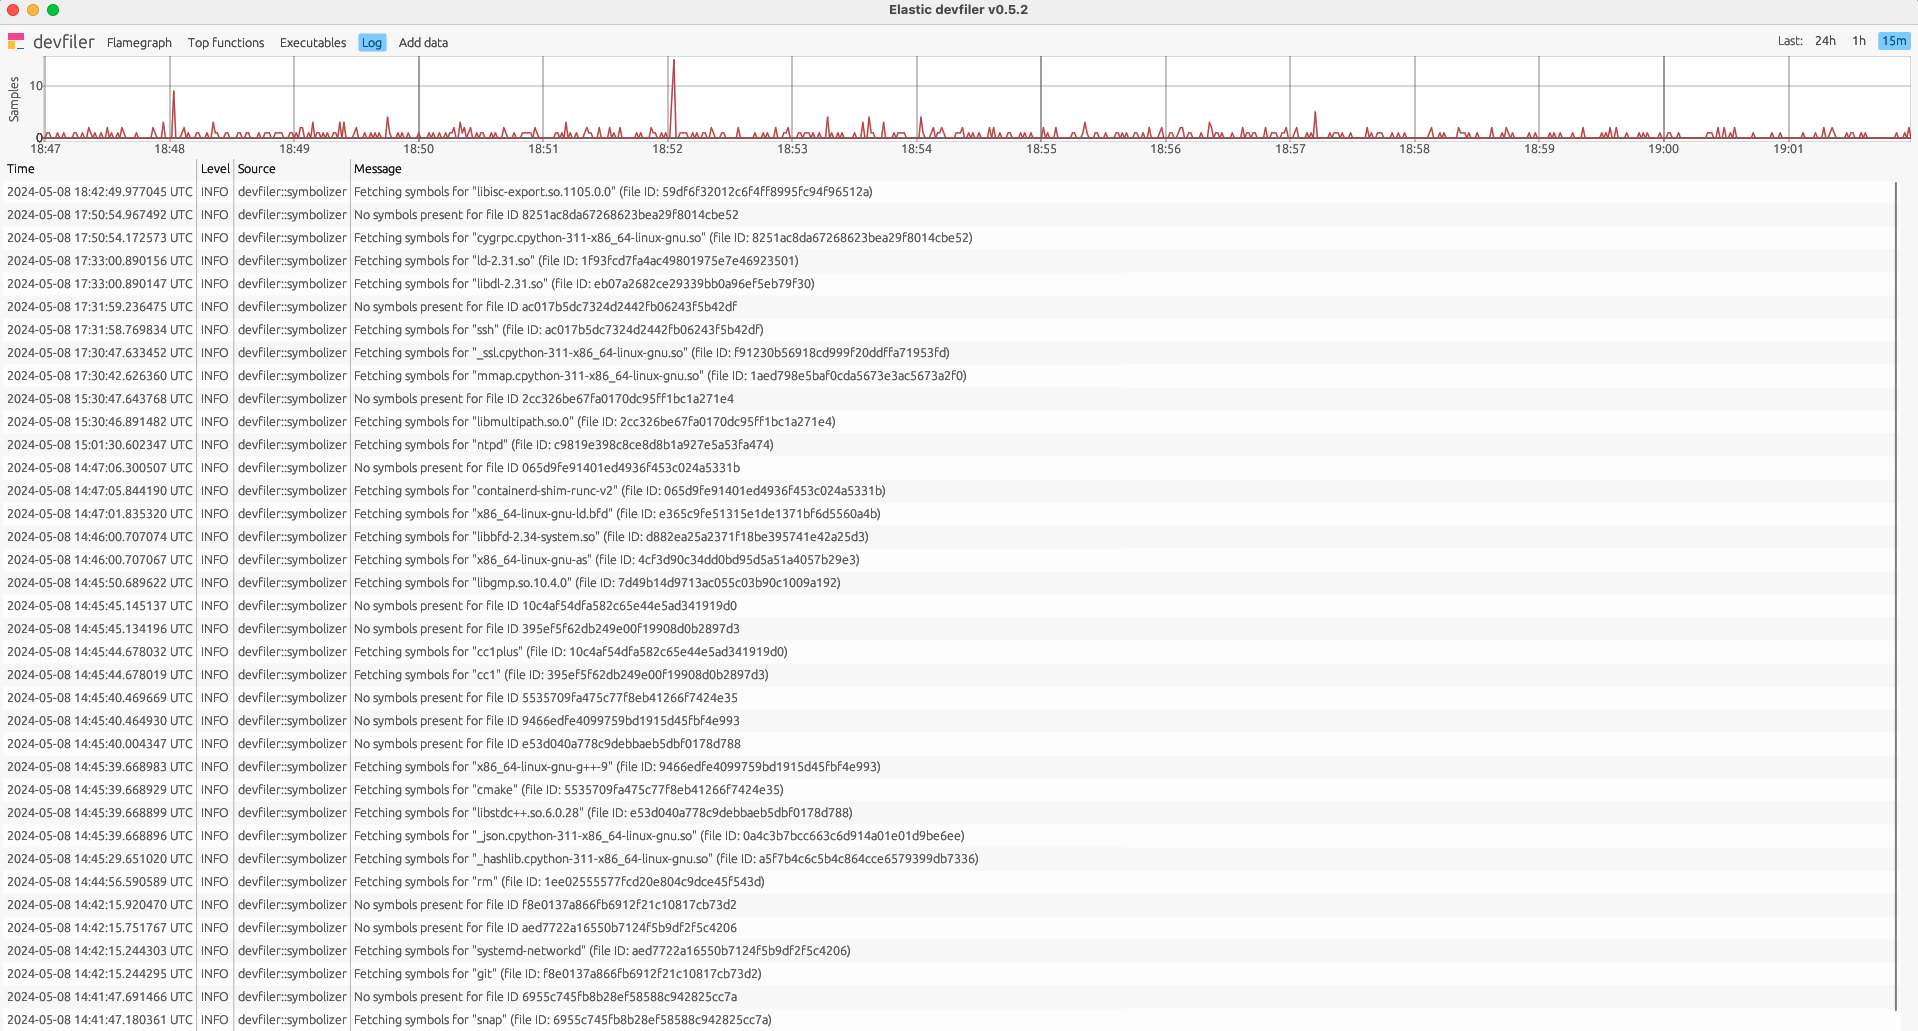 Elastic devfiler v0.5.2
devfiler Flamegraph Top functions Executables Log Add data Last: 24h 1h 15m
Samples
10
0
18:47 18:48 18:49 18:50 18:51 18:52 18:53 18:54 18:55 18:56 18:57 18:58 18:59 19:00 19:01
Time Level Source Message
2024-05-08 18:42:49.977045 UTC INFO devfiler::symbolizer Fetching symbols for "libisc-export.so.1105.0.0" (file ID: 59df6f32012c6f4ff8995fc94f96512a)
2024-05-08 17:50:54.967492 UTC INFO devfiler::symbolizer No symbols present for file ID 8251ac8da67268623bea29f8014cbe52
2024-05-08 17:50:54.172573 UTC INFO devfiler::symbolizer Fetching symbols for "cygrpc.cpython-311-x86_64-linux-gnu.so" (file ID: 8251ac8da67268623bea29f8014cbe52)
2024-05-08 17:33:00.890156 UTC INFO devfiler::symbolizer Fetching symbols for "ld-2.31.so" (file ID: 1f93fcd7fa4ac49801975e7e46923501)
2024-05-08 17:33:00.890147 UTC INFO devfiler::symbolizer Fetching symbols for "libdl-2.31.so" (file ID: eb07a2682ce29339bb0a96ef5eb79f30)
2024-05-08 17:31:59.236475 UTC INFO devfiler::symbolizer No symbols present for file ID ac017b5dc7324d2442fb06243f5b42df
2024-05-08 17:31:58.769834 UTC INFO devfiler::symbolizer Fetching symbols for "ssh" (file ID: ac017b5dc7324d2442fb06243f5b42df)
2024-05-08 17:30:47.633452 UTC INFO devfiler::symbolizer Fetching symbols for "_ssl.cpython-311-x86_64-linux-gnu.so" (file ID: f91230b56918cd999f20ddffa71953fd)
2024-05-08 17:30:42.626360 UTC INFO devfiler::symbolizer Fetching symbols for "mmap.cpython-311-x86_64-linux-gnu.so" (file ID: 1aed798e5baf0cda5673e3ac5673a2f0)
2024-05-08 15:30:47.643768 UTC INFO devfiler::symbolizer No symbols present for file ID 2cc326be67fa0170dc95ff1bc1a271e4
2024-05-08 15:30:46.891482 UTC INFO devfiler::symbolizer Fetching symbols for "libmultipath.so.0" (file ID: 2cc326be67fa0170dc95ff1bc1a271e4)
2024-05-08 15:01:30.602347 UTC INFO devfiler::symbolizer Fetching symbols for "ntpd" (file ID: c9819e398c8ce8d8b1a927e5a53fa474)
2024-05-08 14:47:06.300507 UTC INFO devfiler::symbolizer No symbols present for file ID 065d9fe91401ed4936f453c024a5331b
2024-05-08 14:47:05.844190 UTC INFO devfiler::symbolizer Fetching symbols for "containerd-shim-runc-v2" (file ID: 065d9fe91401ed4936f453c024a5331b)
2024-05-08 14:47:01.835320 UTC INFO devfiler::symbolizer Fetching symbols for "x86_64-linux-gnu-ld.bfd" (file ID: e365c9fe51315e1de1371bf6d5560a4b)
2024-05-08 14:46:00.707074 UTC INFO devfiler::symbolizer Fetching symbols for "libbfd-2.34-system.so" (file ID: d882ea25a2371f18be395741e42a25d3)
2024-05-08 14:46:00.707067 UTC INFO devfiler::symbolizer Fetching symbols for "x86_64-linux-gnu-as" (file ID: 4cf3d90c34dd0bd95d5a51a4057b29e3)
2024-05-08 14:45:50.689622 UTC INFO devfiler::symbolizer Fetching symbols for "libgmp.so.10.4.0" (file ID: 7d49b14d9713ac055c03b90c1009a192)
2024-05-08 14:45:45.145137 UTC INFO devfiler::symbolizer No symbols present for file ID 10c4af54dfa582c65e44e5ad341919d0
2024-05-08 14:45:45.134196 UTC INFO devfiler::symbolizer No symbols present for file ID 395ef5f62db249e00f19908d0b2897d3
2024-05-08 14:45:44.678032 UTC INFO devfiler::symbolizer Fetching symbols for "cc1plus" (file ID: 10c4af54dfa582c65e44e5ad341919d0)
2024-05-08 14:45:44.678019 UTC INFO devfiler::symbolizer Fetching symbols for "cc1" (file ID: 395ef5f62db249e00f19908d0b2897d3)
2024-05-08 14:45:40.469669 UTC INFO devfiler::symbolizer No symbols present for file ID 5535709fa475c77f8eb41266f7424e35
2024-05-08 14:45:40.464930 UTC INFO devfiler::symbolizer No symbols present for file ID 9466edfe4099759bd1915d45fbf4e993
2024-05-08 14:45:40.004347 UTC INFO devfiler::symbolizer No symbols present for file ID e53d040a778c9debbaeb5dbf0178d788
2024-05-08 14:45:39.668983 UTC INFO devfiler::symbolizer Fetching symbols for "x86_64-linux-gnu-g++-9" (file ID: 9466edfe4099759bd1915d45fbf4e993)
2024-05-08 14:45:39.668929 UTC INFO devfiler::symbolizer Fetching symbols for "cmake" (file ID: 5535709fa475c77f8eb41266f7424e35)
2024-05-08 14:45:39.668899 UTC INFO devfiler::symbolizer Fetching symbols for "libstdc++.so.6.0.28" (file ID: e53d040a778c9debbaeb5dbf0178d788)
2024-05-08 14:45:39.668896 UTC INFO devfiler::symbolizer Fetching symbols for "_json.cpython-311-x86_64-linux-gnu.so" (file ID: 0a4c3b7bcc663c6d914a01e01d9be6ee)
2024-05-08 14:45:29.651020 UTC INFO devfiler::symbolizer Fetching symbols for "_hashlib.cpython-311-x86_64-linux-gnu.so" (file ID: a5f7b4c6c5b4c864cce6579399db7336)
2024-05-08 14:44:56.590589 UTC INFO devfiler::symbolizer Fetching symbols for "rm" (file ID: 1ee02555577fcd20e804c9dce45f543d)
2024-05-08 14:42:15.920470 UTC INFO devfiler::symbolizer No symbols present for file ID f8e0137a866fb6912f21c10817cb73d2
2024-05-08 14:42:15.751767 UTC INFO devfiler::symbolizer No symbols present for file ID aed7722a16550b7124f5b9df2f5c4206
2024-05-08 14:42:15.244303 UTC INFO devfiler::symbolizer Fetching symbols for "systemd-networkd" (file ID: aed7722a16550b7124f5b9df2f5c4206)
2024-05-08 14:42:15.244295 UTC INFO devfiler::symbolizer Fetching symbols for "git" (file ID: f8e0137a866fb6912f21c10817cb73d2)
2024-05-08 14:41:47.691466 UTC INFO devfiler::symbolizer No symbols present for file ID 6955c745fb8b28ef58588c942825cc7a
2024-05-08 14:41:47.180361 UTC INFO devfiler::symbolizer Fetching symbols for "snap" (file ID: 6955c745fb8b28ef58588c942825cc7a)